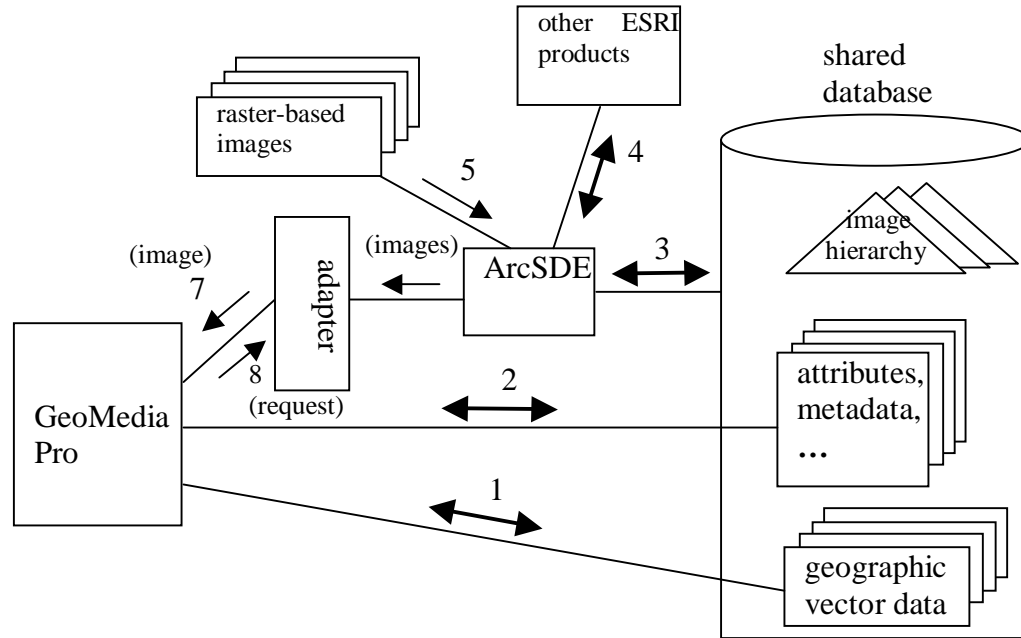 other ESRI
products
shared
database
raster-based
images
5
4
(images)
(image)
7
adapter
ArcSDE
3
image
hierarchy
8
(request)
2
attributes,
metadata,
...
GeoMedia
Pro
1
geographic
vector data